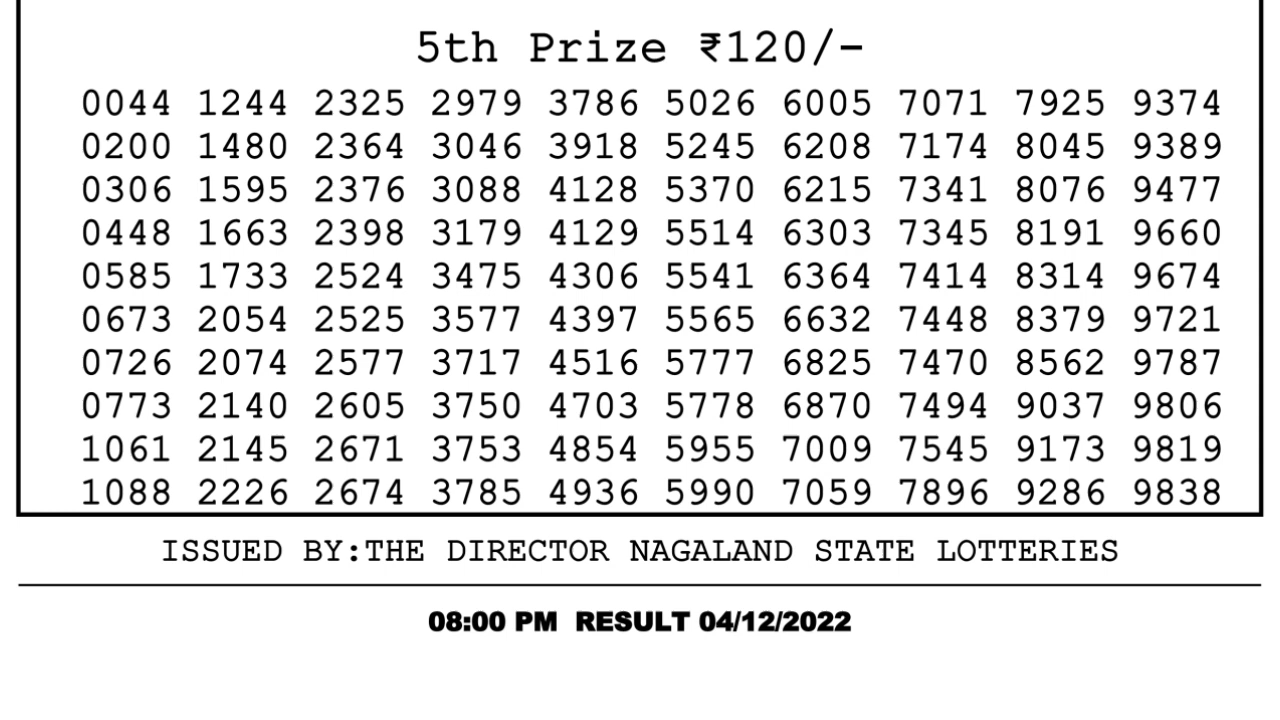 5th Prize ₹120/-
0044 1244 2325 2979 3786 5026 6005 7071 7925 9374
0200 1480 2364 3046 3918 5245 6208 7174 8045 9389
0306 1595 2376 3088 4128 5370 6215 7341 8076 9477
0448 1663 2398 3179 4129 5514 6303 7345 8191 9660
0585 1733 2524 3475 4306 5541 6364 7414 8314 9674
0673 2054 2525 3577 4397 5565 6632 7448 8379 9721
0726 2074 2577 3717 4516 5777 6825 7470 8562 9787
0773 2140 2605 3750 4703 5778 6870 7494 9037 9806
1061 2145 2671 3753 4854 5955 7009 7545 9173 9819
1088 2226 2674 3785 4936 5990 7059 7896 9286 9838
ISSUED BY:THE DIRECTOR NAGALAND STATE LOTTERIES
08:00 PM RESULT 04/12/2022